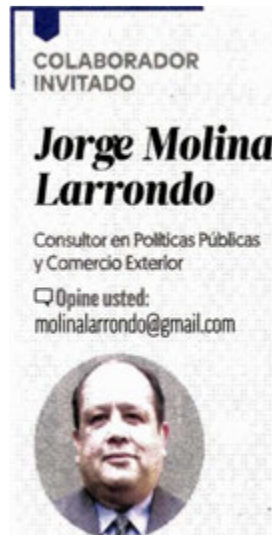 COLABORADOR
INVITADO
Jorge Molina
Larrondo
Consultor en Políticas Públicas
y Comercio Exterior
Opine usted:
molinalarrondo@gmail.com